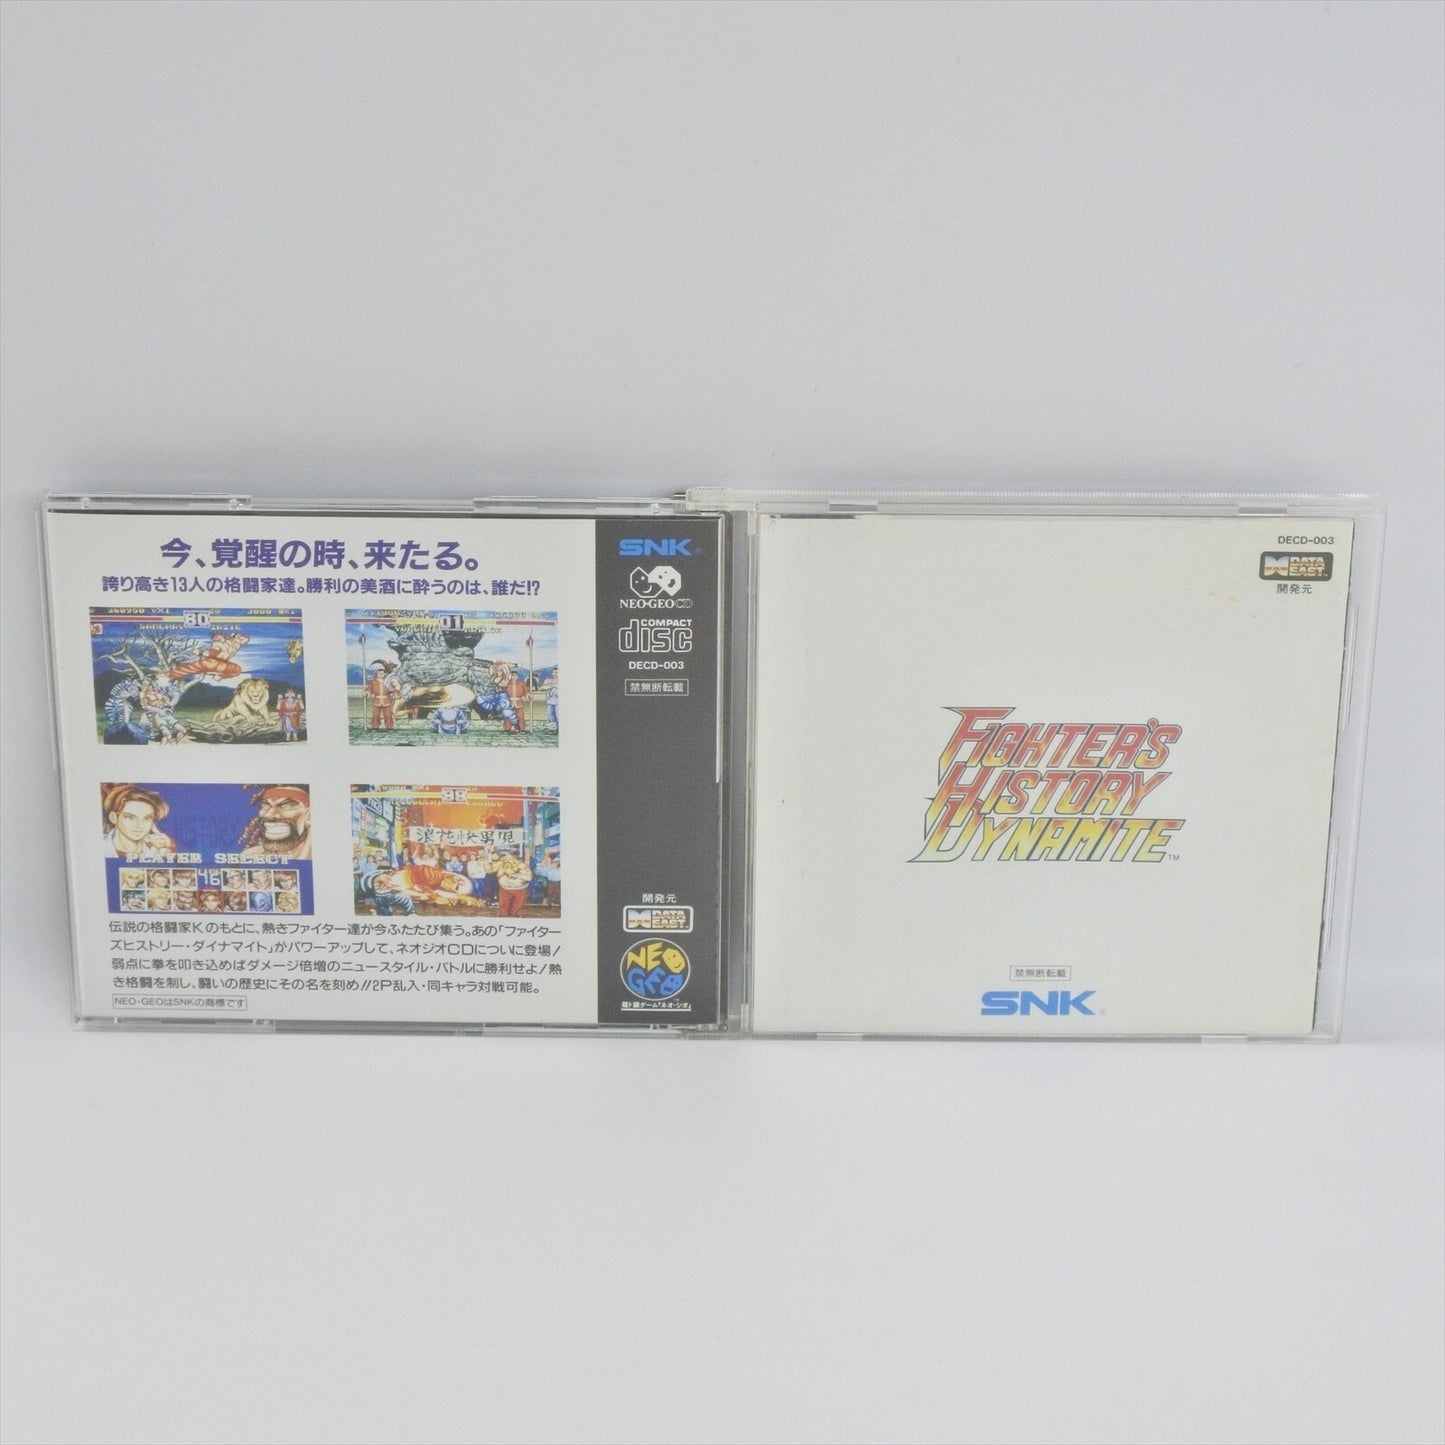 今、覚醒の時、来たる。
誇り高き13人の格闘家達。勝利の美酒に酔うのは、誰だ!?
80
01
PLAYER SELECT
46
98
浪花快男児
伝説の格闘家Kのもとに、熱きファイター達が今ふたたび集う。あの「ファイター
ズヒストリー・ダイナマイト」がパワーアップして、ネオジオCDについに登場!
弱点に拳を叩き込めばダメージ倍増のニュースタイル・バトルに勝利せよ!熱
き格闘を制し、闘いの歴史にその名を刻め!!2P乱入・同キャラ対戦可能。
NEO・GEOはSNKの商標です
SNK®
NEO・GEO CD
COMPACT
disc
DECD-003
禁無断転載
開発元
DATA
EAST
NEO
GEO
DECD-003
DATA
EAST
開発元
FIGHTER'S
HISTORY
DYNAMITE™
禁無断転載
SNK®